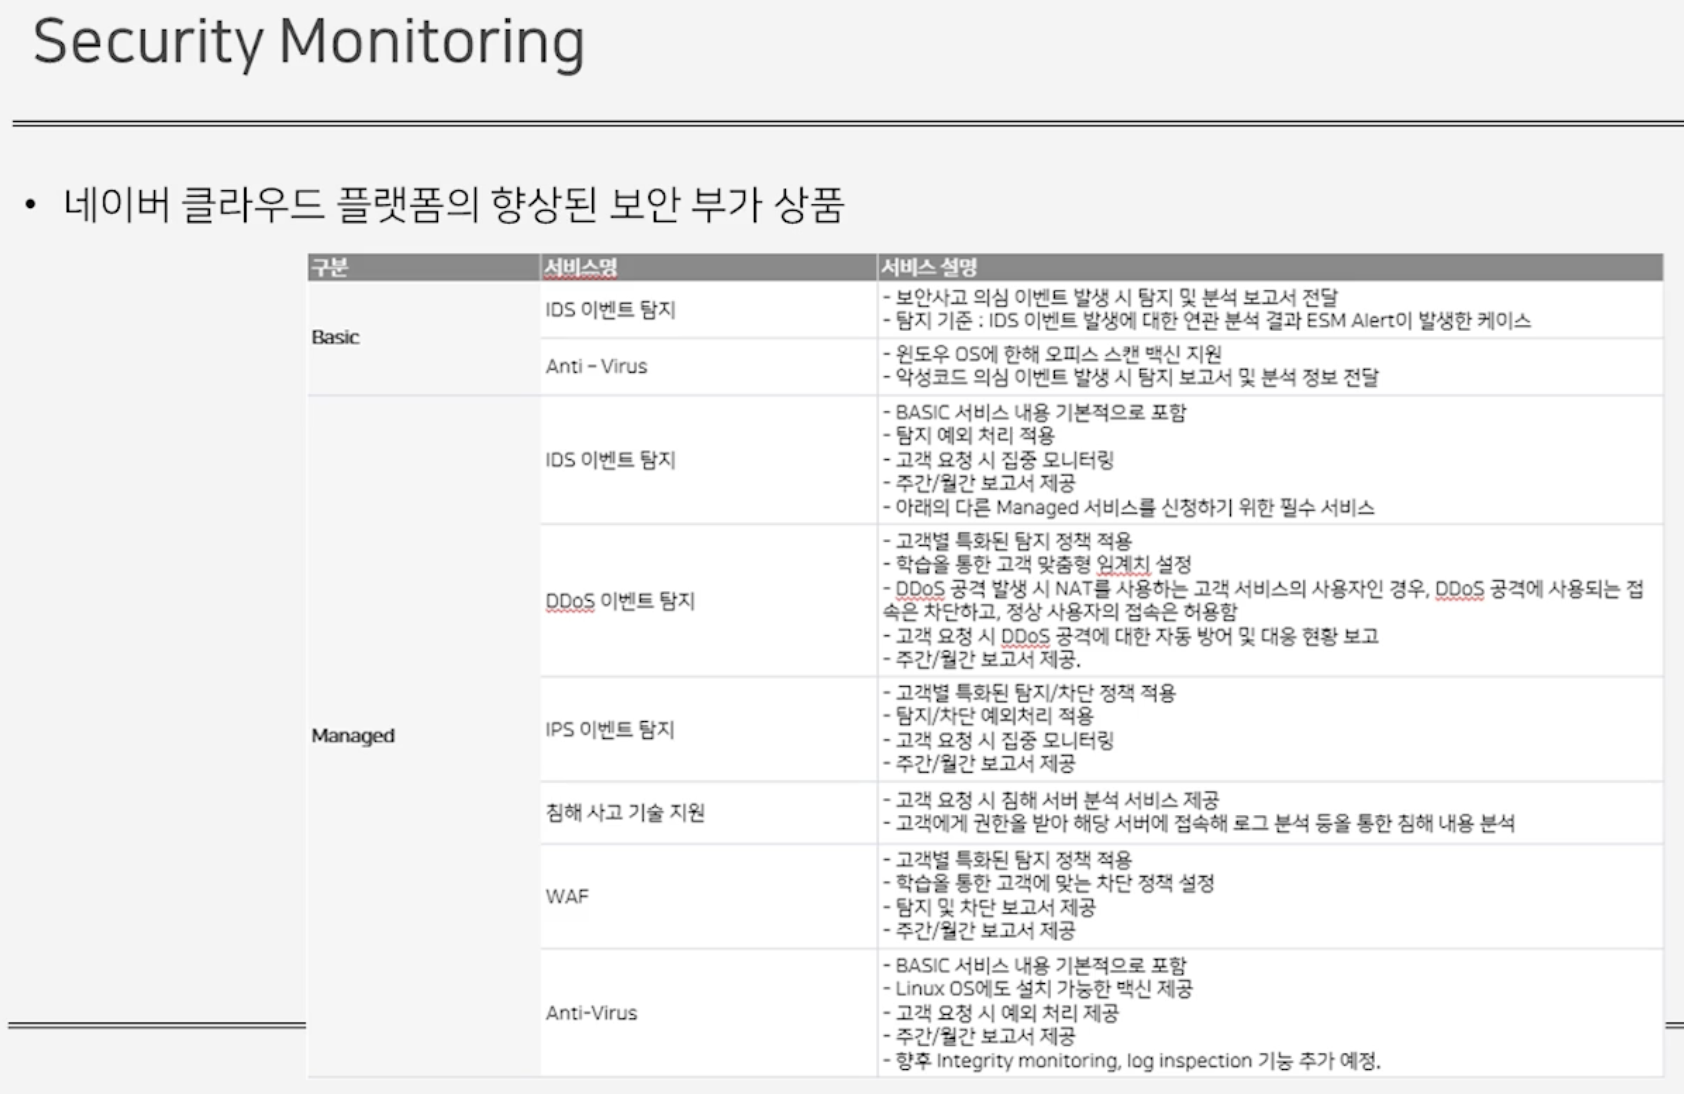 Security Monitoring
• 네이버 클라우드 플랫폼의 향상된 보안 부가 상품
구분 서비스명 서비스 설명
Basic
IDS 이벤트 탐지
- 보안사고 의심 이벤트 발생 시 탐지 및 분석 보고서 전달
- 탐지 기준 : IDS 이벤트 발생에 대한 연관 분석 결과 ESM Alert이 발생한 케이스
Anti – Virus
- 윈도우 OS에 한해 오피스 스캔 백신 지원
- 악성코드 의심 이벤트 발생 시 탐지 보고서 및 분석 정보 전달
Managed
IDS 이벤트 탐지
- BASIC 서비스 내용 기본적으로 포함
- 탐지 예외 처리 적용
- 고객 요청 시 집중 모니터링
- 주간/월간 보고서 제공
- 아래의 다른 Managed 서비스를 신청하기 위한 필수 서비스
DDoS 이벤트 탐지
- 고객별 특화된 탐지 정책 적용
- 학습을 통한 고객 맞춤형 임계치 설정
- DDoS 공격 발생 시 NAT를 사용하는 고객 서비스의 사용자인 경우, DDoS 공격에 사용되는 접
속은 차단하고, 정상 사용자의 접속은 허용함
- 고객 요청 시 DDoS 공격에 대한 자동 방어 및 대응 현황 보고
- 주간/월간 보고서 제공.
IPS 이벤트 탐지
- 고객별 특화된 탐지/차단 정책 적용
- 탐지/차단 예외처리 적용
- 고객 요청 시 집중 모니터링
- 주간/월간 보고서 제공
침해 사고 기술 지원
- 고객 요청 시 침해 서버 분석 서비스 제공
- 고객에게 권한을 받아 해당 서버에 접속해 로그 분석 등을 통한 침해 내용 분석
WAF
- 고객별 특화된 탐지 정책 적용
- 학습을 통한 고객에 맞는 차단 정책 설정
- 탐지 및 차단 보고서 제공
- 주간/월간 보고서 제공
Anti-Virus
- BASIC 서비스 내용 기본적으로 포함
- Linux OS에도 설치 가능한 백신 제공
- 고객 요청 시 예외 처리 제공
- 주간/월간 보고서 제공
- 향후 Integrity monitoring, log inspection 기능 추가 예정.